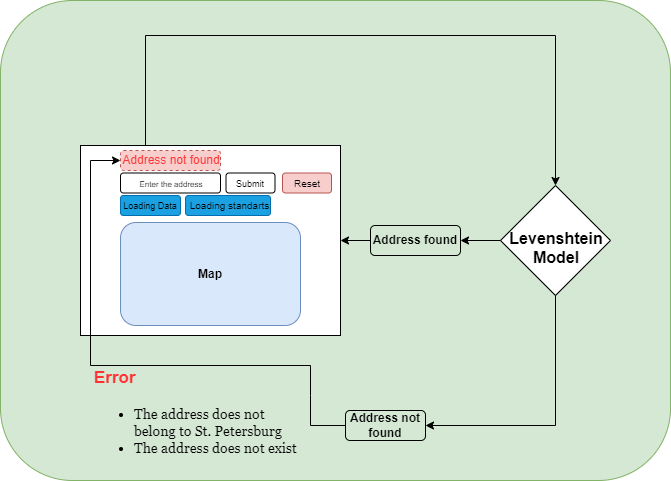 Address not found
Enter the address
Submit
Reset
Loading Data
Loading standarts
Map
Address found
Levenshtein
Model
Error
• The address does not
belong to St. Petersburg
• The address does not exist
Address not
found